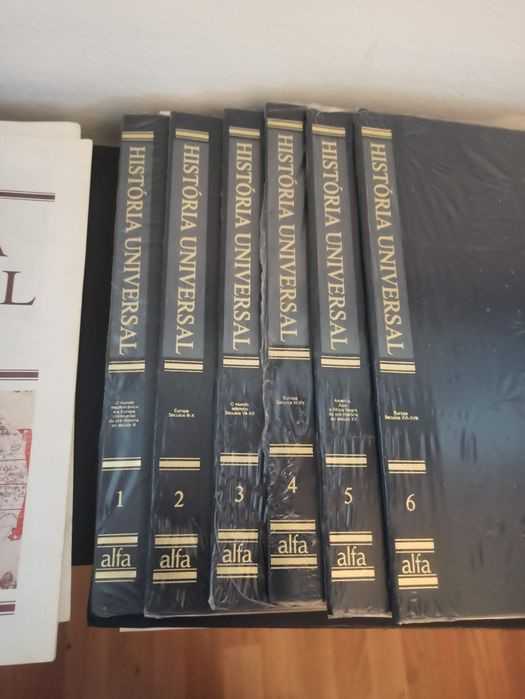 A
L
HISTÓRIA UNIVERSAL
O mundo
mediterrânico
e a Europa
continental
da pré-história
ao século III
1
alfa
HISTÓRIA UNIVERSAL
Europa
Séculos III-X
2
alfa
HISTÓRIA UNIVERSAL
O mundo
islâmico
Séculos VII-XV
3
alfa
HISTÓRIA UNIVERSAL
Europa
Séculos XI-XV
4
alfa
HISTÓRIA UNIVERSAL
América,
Ásia
e África Negra
da pré-história
ao século XV
5
alfa
HISTÓRIA UNIVERSAL
Europa
Séculos XVI-XVIII
6
alfa